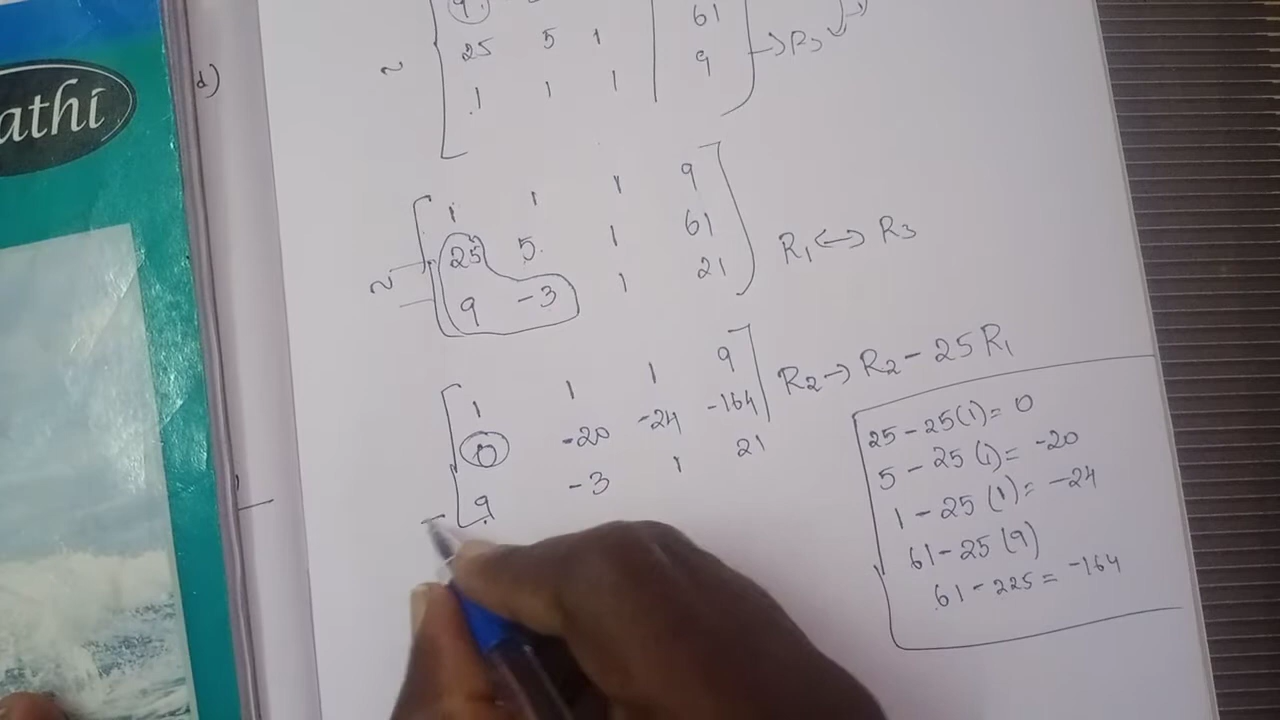 athi
d)
61
25 5 1 9 → R3
~
1 1 1
1 1 1 9
25 5 1 61
9 -3 1 21
~
R1 ↔ R3
1 1 1 9
0 -20 -24 -164
9 -3 1 21
R2 → R2 - 25 R1
25 - 25(1) = 0
5 - 25 (1) = -20
1 - 25 (1) = -24
61 - 25 (9)
61 - 225 = -164